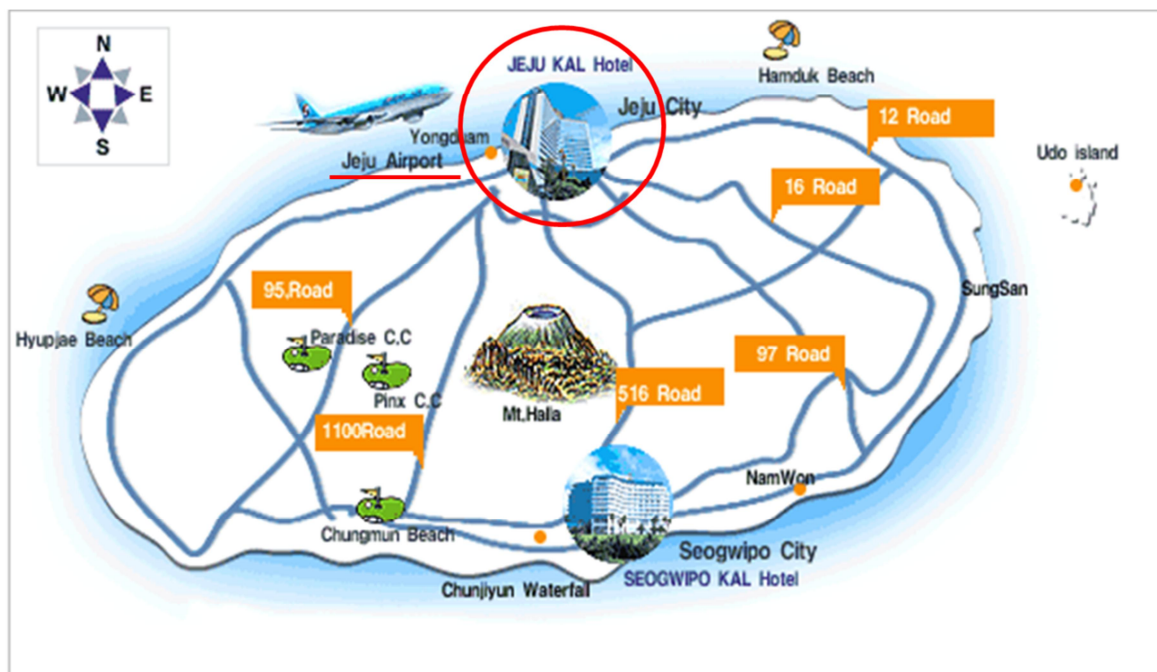 N
W E
S
JEJU KAL Hotel
Jeju City
Hamduk Beach
Yongduam
Jeju Airport
12 Road
Udo island
16 Road
SungSan
95.Road
Paradise C.C
Hyupjae Beach
97 Road
Pinx C.C
516 Road
Mt.Halla
1100Road
NamWon
Chungmun Beach
Seogwipo City
SEOGWIPO KAL Hotel
Chunjiyun Waterfall